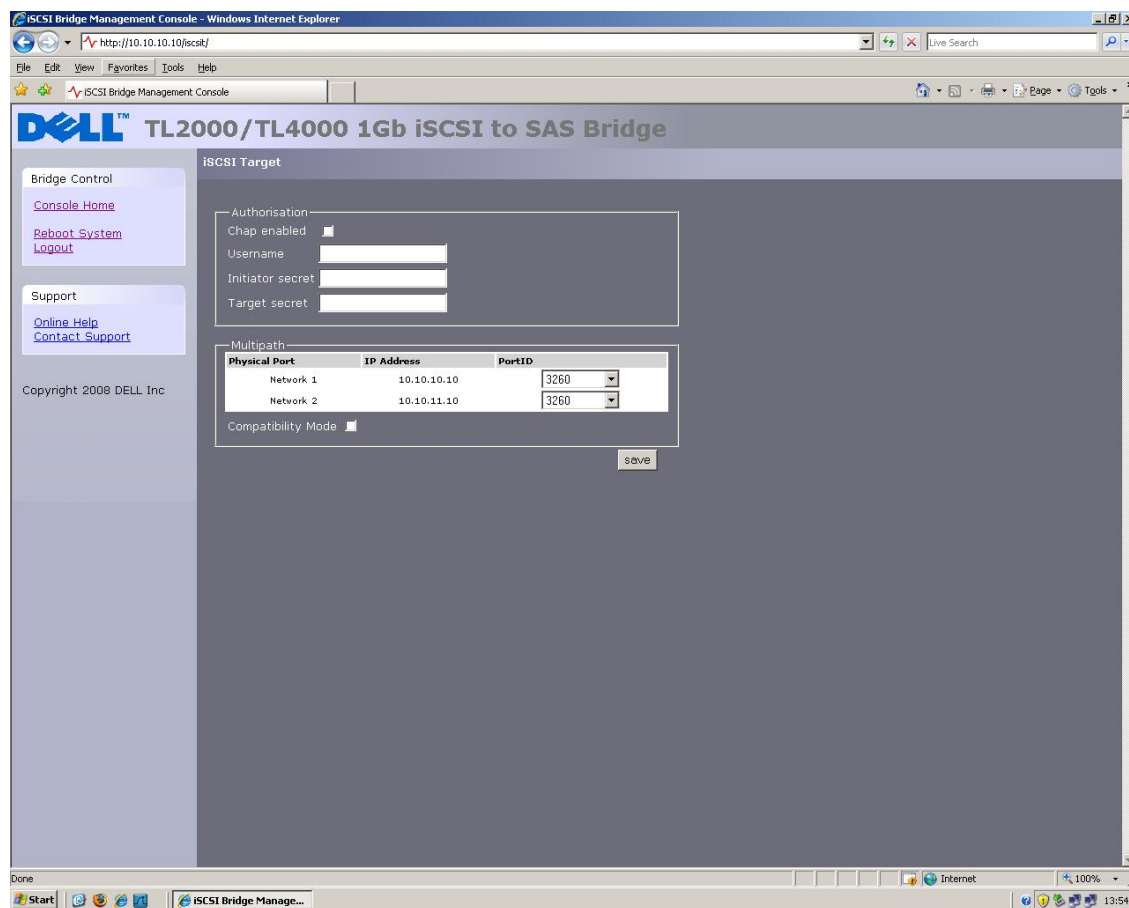 iSCSI Bridge Management Console - Windows Internet Explorer
http://10.10.10.10/iscsit/
Live Search
File Edit View Favorites Tools Help
iSCSI Bridge Management Console
Page Tools
DELL™ TL2000/TL4000 1Gb iSCSI to SAS Bridge
iSCSI Target
Bridge Control
Console Home
Reboot System
Logout
Support
Online Help
Contact Support
Copyright 2008 DELL Inc
Authorisation
Chap enabled
Username
Initiator secret
Target secret
Multipath
Physical Port IP Address PortID
Network 1 10.10.10.10 3260
Network 2 10.10.11.10 3260
Compatibility Mode
save
Done
Internet
100%
Start
iSCSI Bridge Manage...
13:54